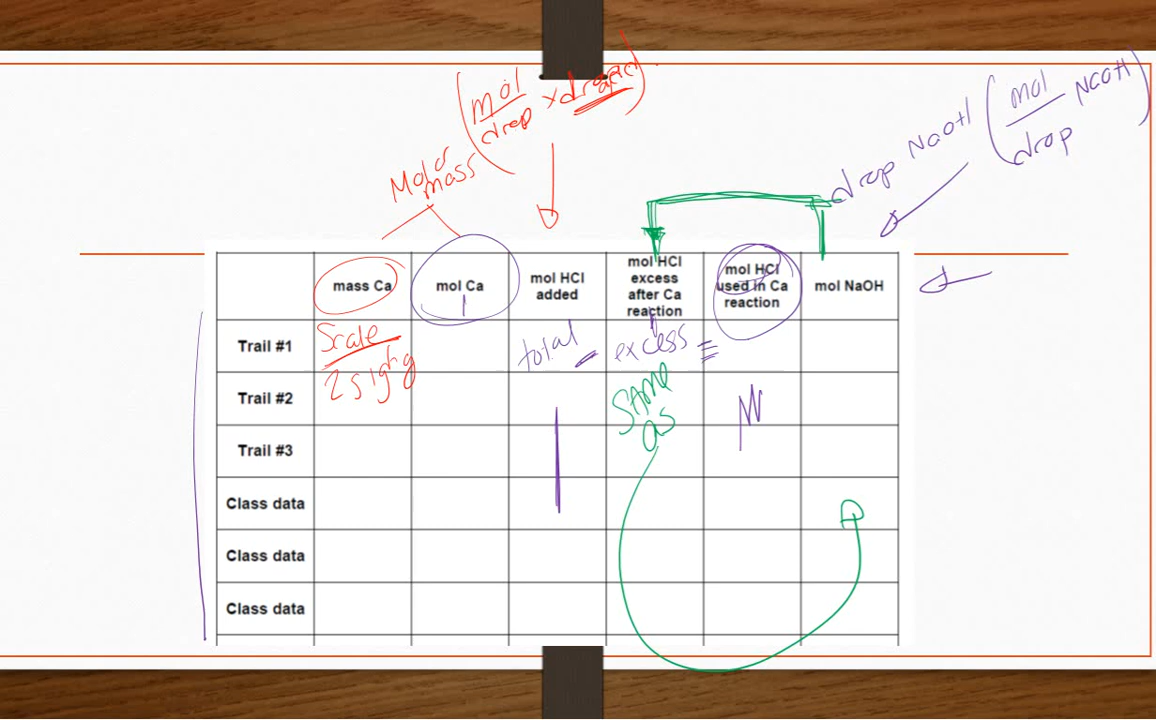 (mol/drop × dropped)
Molar
mass
drop NaOH (mol/drop NaOH)
mass Ca
mol Ca
mol HCl
added
mol HCl
excess
after Ca
reaction
mol HCl
used in Ca
reaction
mol NaOH
Trail #1
Scale
total - excess =
Trail #2
2 sig
SAME
as
Trail #3
Class data
Class data
Class data